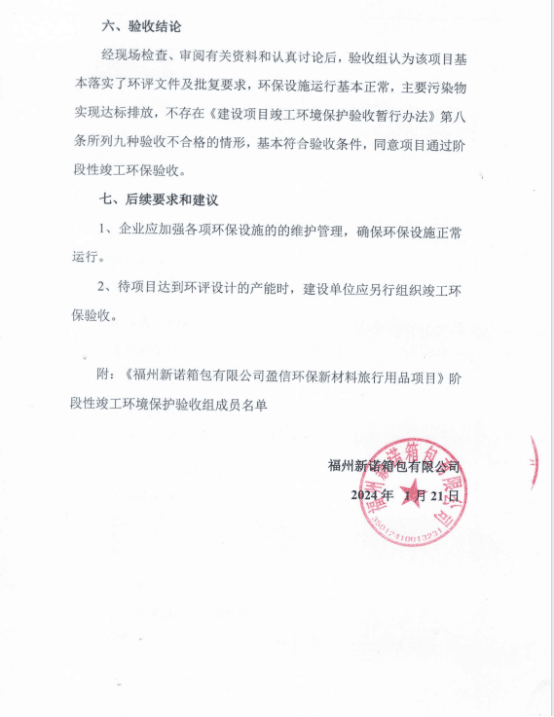 六、验收结论
经现场检查、审阅有关资料和认真讨论后，验收组认为该项目基
本落实了环评文件及批复要求，环保设施运行基本正常，主要污染物
实现达标排放，不存在《建设项目竣工环境保护验收暂行办法》第八
条所列九种验收不合格的情形，基本符合验收条件，同意项目通过阶
段性竣工环保验收。
七、后续要求和建议
1、企业应加强各项环保设施的的维护管理，确保环保设施正常
运行。
2、待项目达到环评设计的产能时，建设单位应另行组织竣工环
保验收。
附：《福州新诺箱包有限公司盈信环保新材料旅行用品项目》阶
段性竣工环境保护验收组成员名单
福州新诺箱包有限公司
2024 年 1 月 21 日
福州新诺箱包有限公司